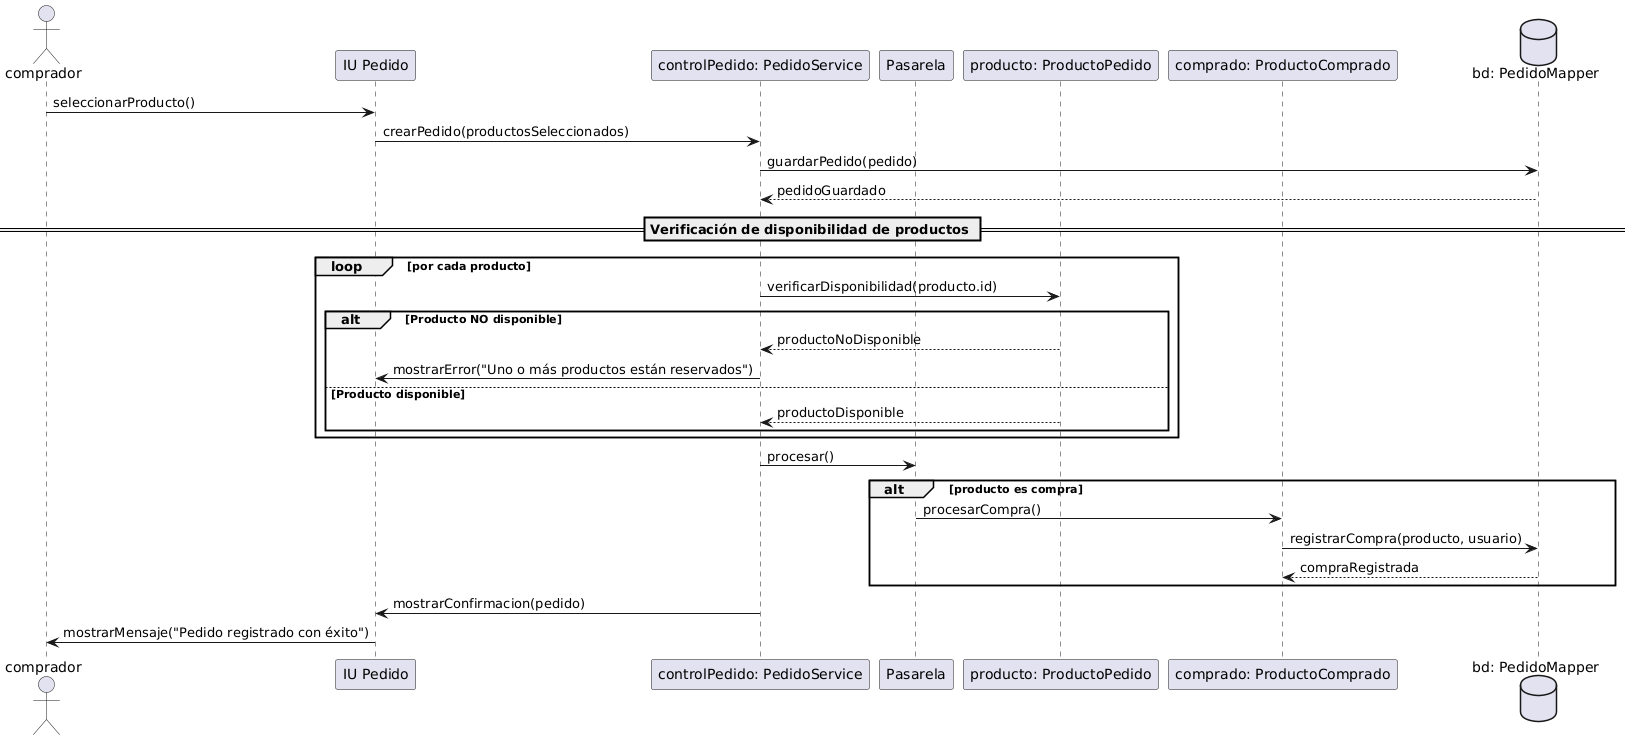 comprador
IU Pedido
controlPedido: PedidoService
Pasarela
producto: ProductoPedido
comprado: ProductoComprado
bd: PedidoMapper
seleccionarProducto()
crearPedido(productosSeleccionados)
guardarPedido(pedido)
pedidoGuardado
Verificación de disponibilidad de productos
loop [por cada producto]
verificarDisponibilidad(producto.id)
alt [Producto NO disponible]
productoNoDisponible
mostrarError("Uno o más productos están reservados")
[Producto disponible]
productoDisponible
procesar()
alt [producto es compra]
procesarCompra()
registrarCompra(producto, usuario)
compraRegistrada
mostrarConfirmacion(pedido)
mostrarMensaje("Pedido registrado con éxito")
comprador
IU Pedido
controlPedido: PedidoService
Pasarela
producto: ProductoPedido
comprado: ProductoComprado
bd: PedidoMapper